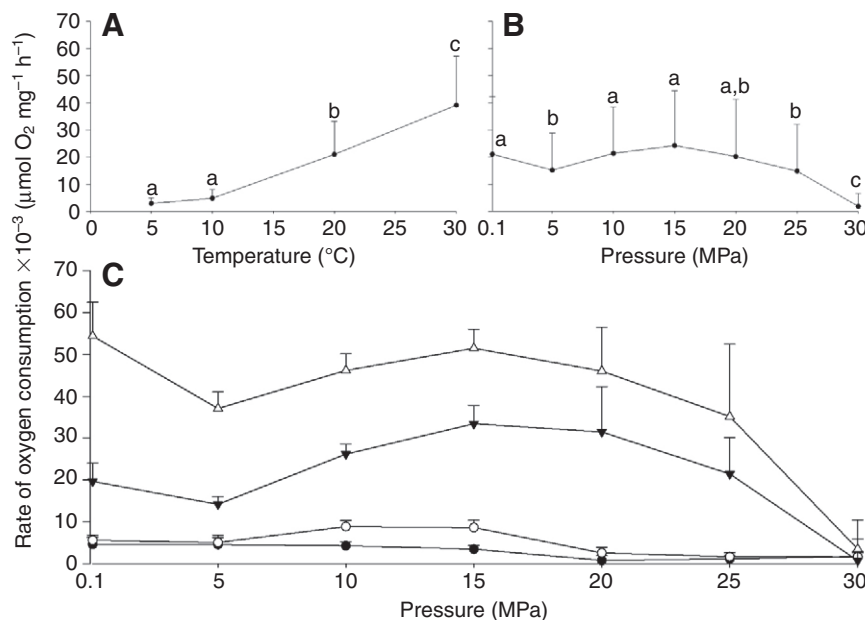 A
B
70
60
50
40
30
20
10
0
a
a
b
c
0 5 10 15 20 25 30
Temperature (°C)
a
b
a
a
a,b
b
c
0.1 5 10 15 20 25 30
Pressure (MPa)
Rate of oxygen consumption ×10⁻³ (μmol O₂ mg⁻¹ h⁻¹)
C
70
60
50
40
30
20
10
0
0.1 5 10 15 20 25 30
Pressure (MPa)